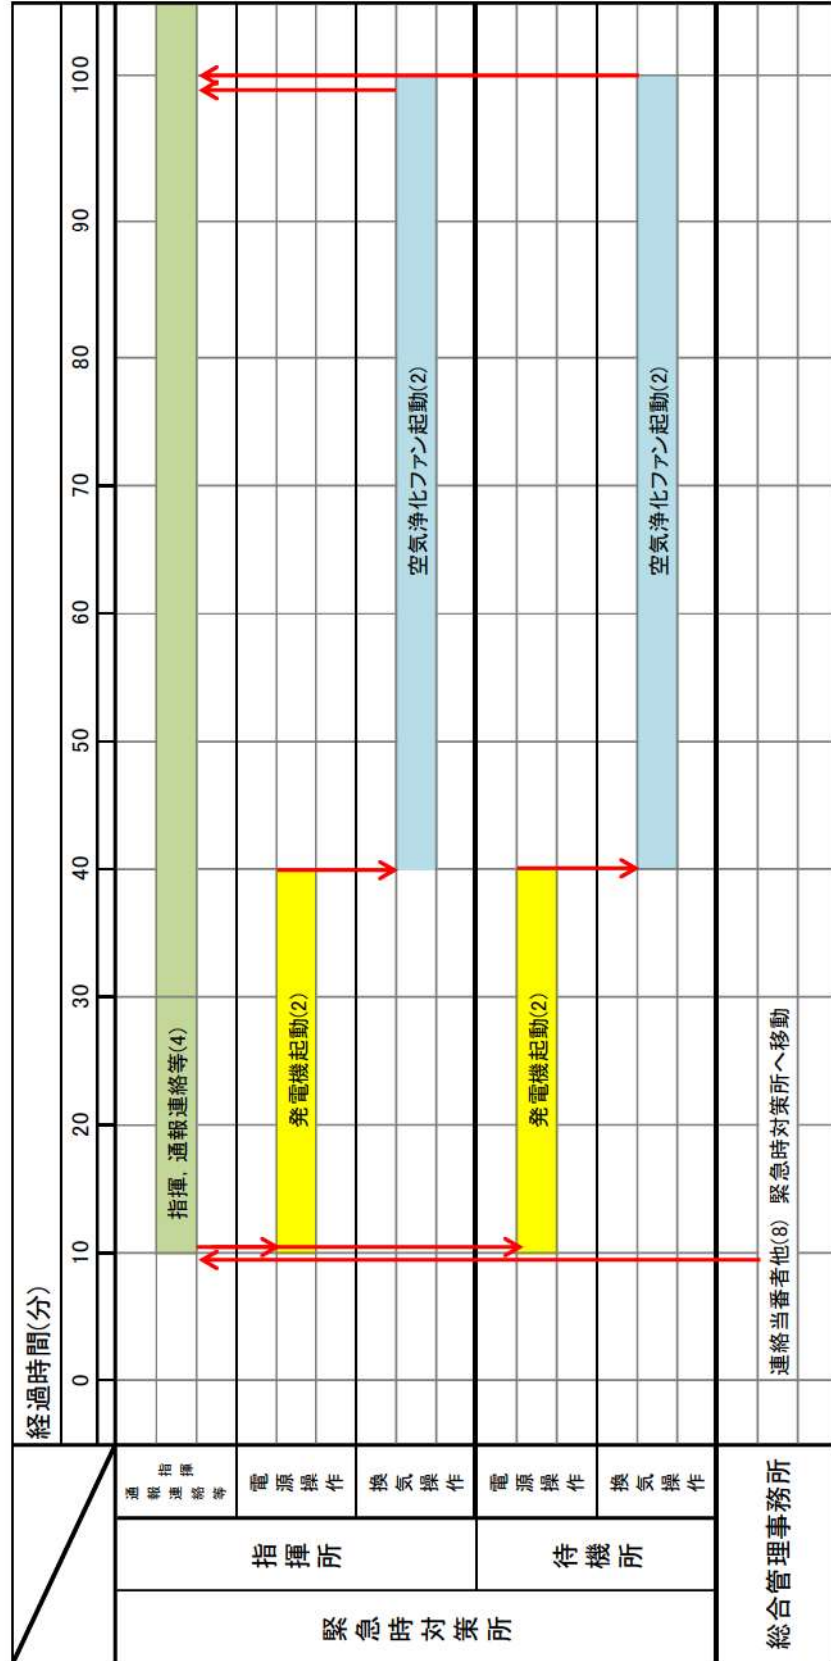 経過時間(分)
0 10 20 30 40 50 60 70 80 90 100
緊急時対策所
指揮所
指揮
通報連絡等
指揮，通報連絡等(4)
電源操作
発電機起動(2)
換気操作
空気浄化ファン起動(2)
待機所
電源操作
発電機起動(2)
換気操作
空気浄化ファン起動(2)
総合管理事務所
連絡当番者他(8) 緊急時対策所へ移動